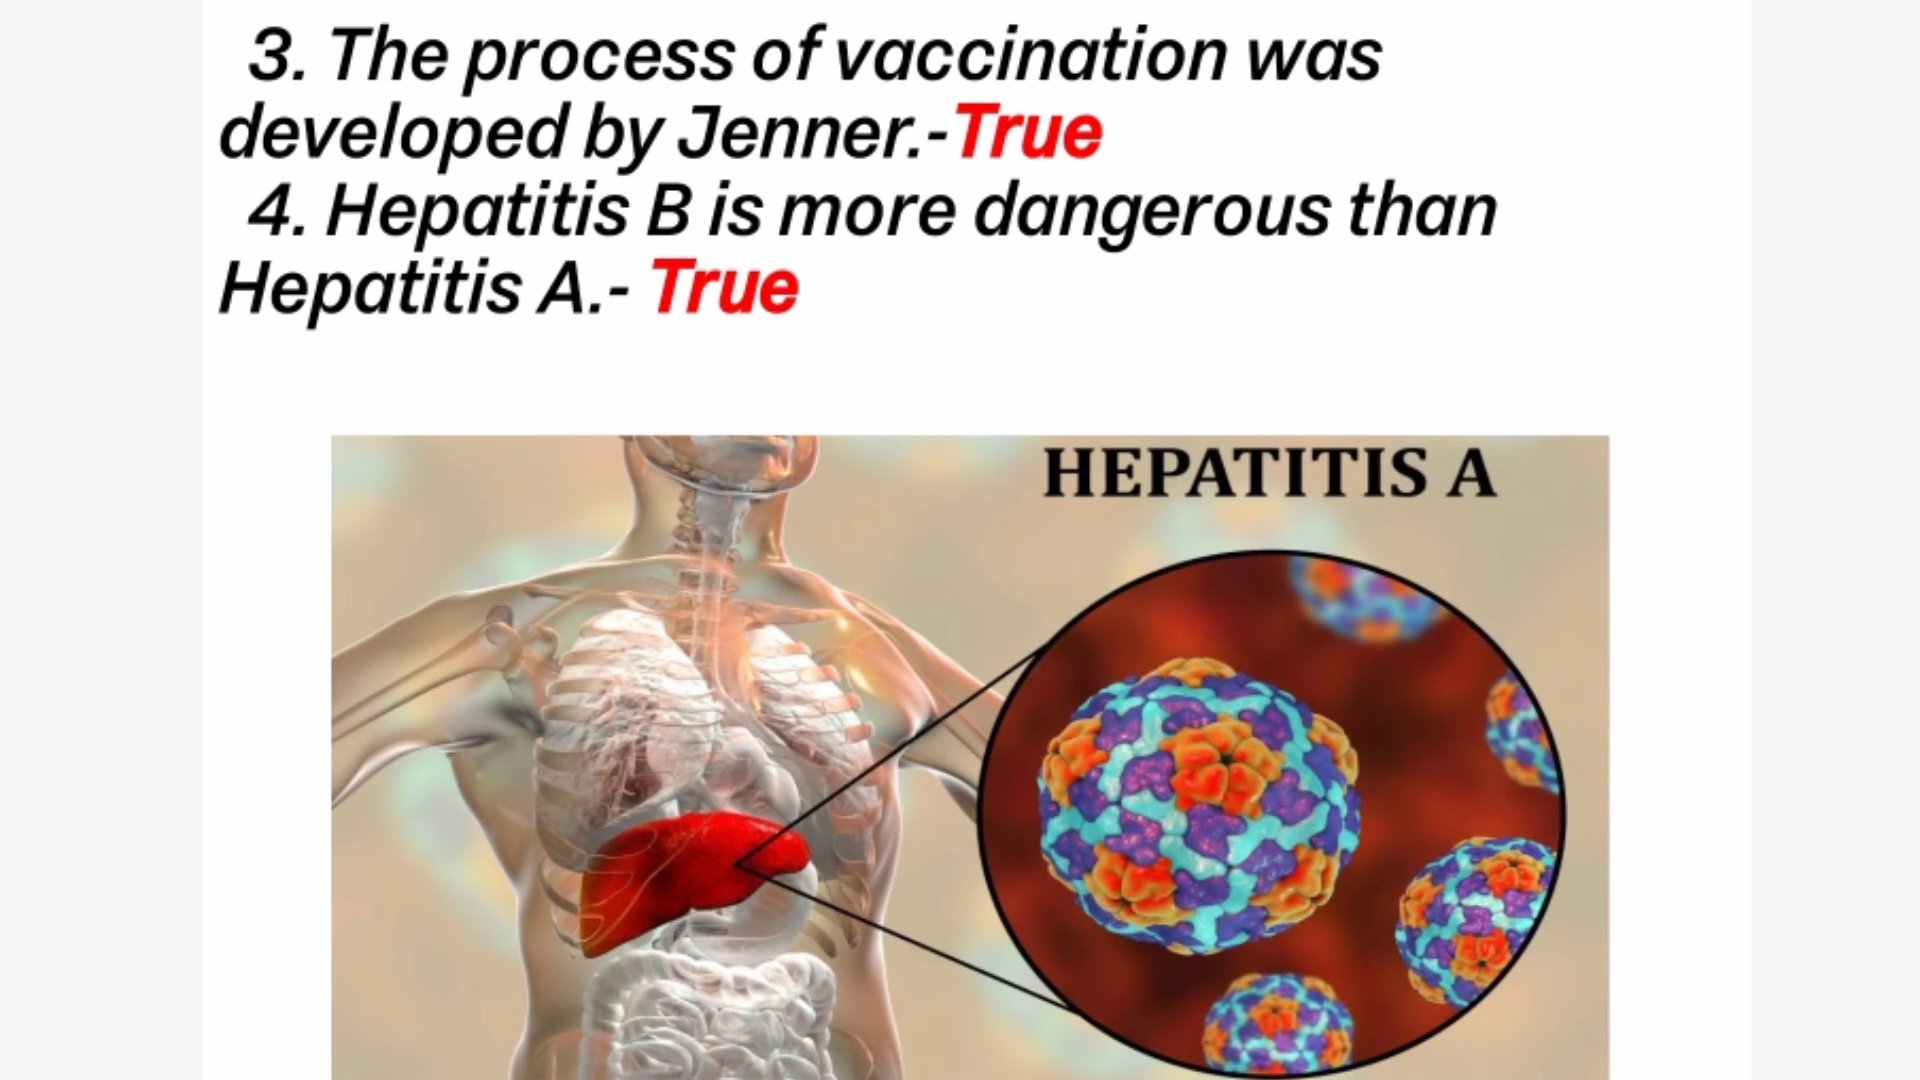 3. The process of vaccination was
developed by Jenner.-True
4. Hepatitis B is more dangerous than
Hepatitis A.- True
HEPATITIS A